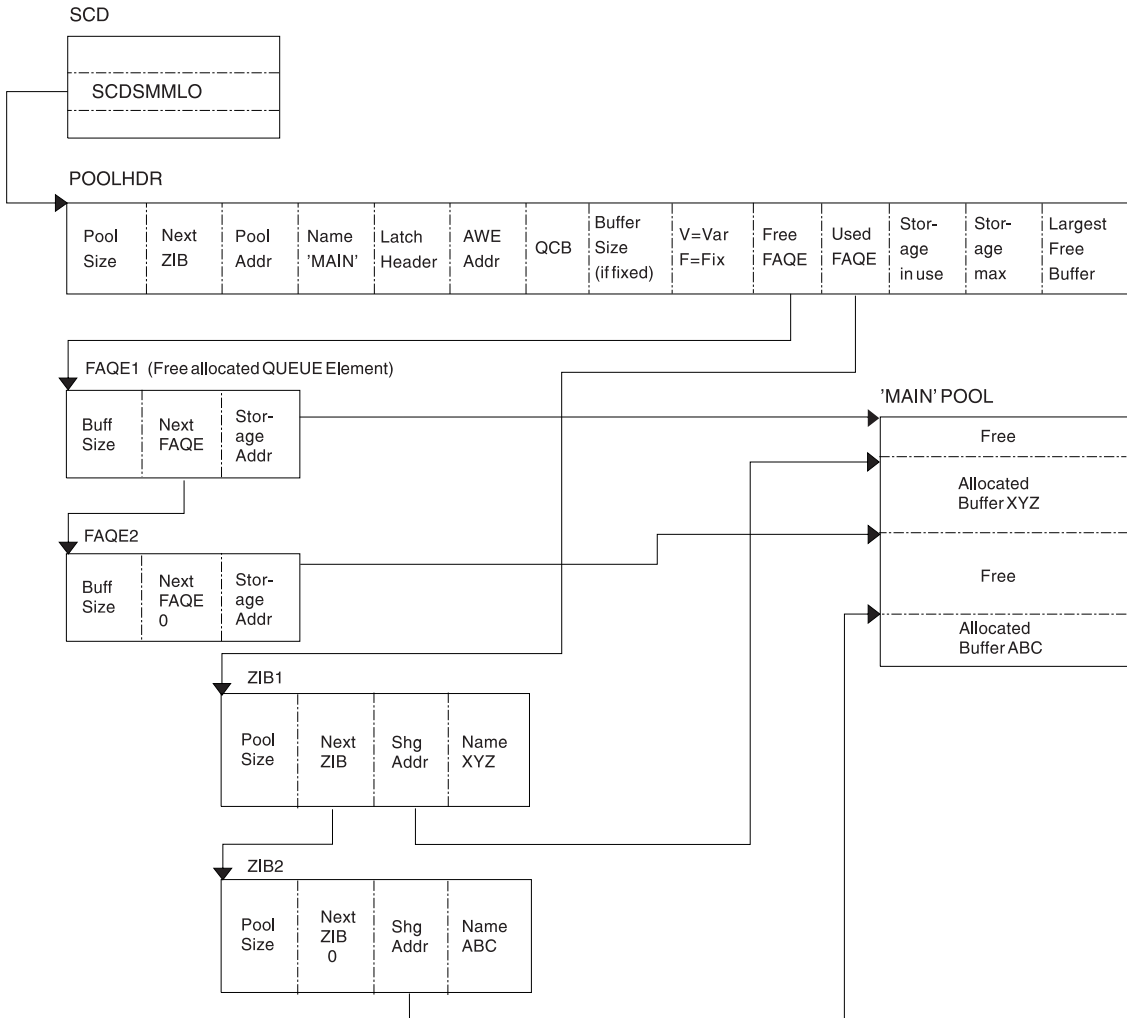 SCD
SCDSMMLO
POOLHDR
Pool
Size
Next
ZIB
Pool
Addr
Name
'MAIN'
Latch
Header
AWE
Addr
QCB
Buffer
Size
(if fixed)
V=Var
F=Fix
Free
FAQE
Used
FAQE
Stor-
age
in use
Stor-
age
max
Largest
Free
Buffer
FAQE1 (Free allocated QUEUE Element)
Buff
Size
Next
FAQE
Stor-
age
Addr
'MAIN' POOL
Free
Allocated
Buffer XYZ
Free
Allocated
Buffer ABC
FAQE2
Buff
Size
Next
FAQE
0
Stor-
age
Addr
ZIB1
Pool
Size
Next
ZIB
Shg
Addr
Name
XYZ
ZIB2
Pool
Size
Next
ZIB
0
Shg
Addr
Name
ABC